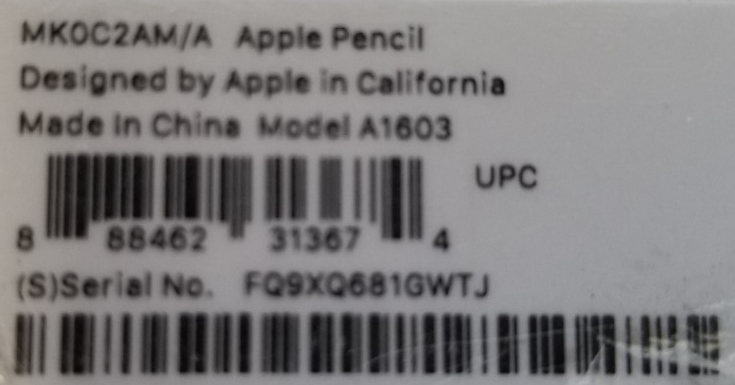 MK0C2AM/A Apple Pencil
Designed by Apple in California
Made in China Model A1603
UPC
8 88462 31367 4
(S)Serial No. FQ9XQ681GWTJ